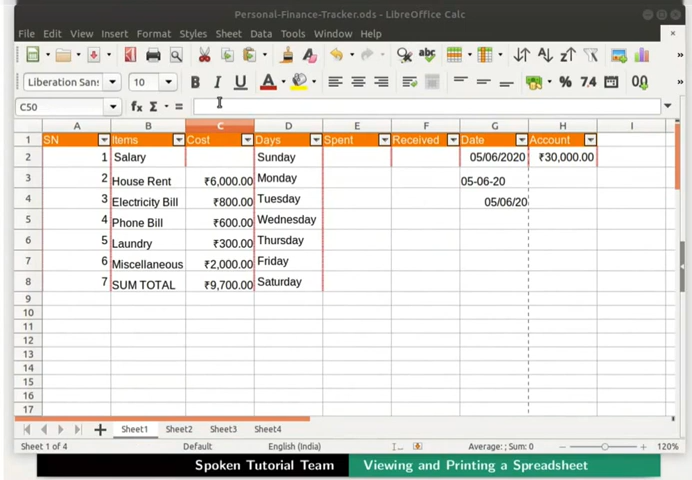 Personal-Finance-Tracker.ods - LibreOffice Calc
File Edit View Insert Format Styles Sheet Data Tools Window Help
Liberation Sans 10 B I U A % 7.4 0.0
C50 fx Σ =
A B C D E F G H I
1 SN Items Cost Days Spent Received Date Account
2 1 Salary Sunday 05/06/2020 ₹30,000.00
3 2 House Rent ₹6,000.00 Monday 05-06-20
4 3 Electricity Bill ₹800.00 Tuesday 05/06/20
5 4 Phone Bill ₹600.00 Wednesday
6 5 Laundry ₹300.00 Thursday
7 6 Miscellaneous ₹2,000.00 Friday
8 7 SUM TOTAL ₹9,700.00 Saturday
9
10
11
12
13
14
15
16
17
Sheet1 Sheet2 Sheet3 Sheet4
Sheet 1 of 4 Default English (India) Average: ; Sum: 0 120%
Spoken Tutorial Team Viewing and Printing a Spreadsheet